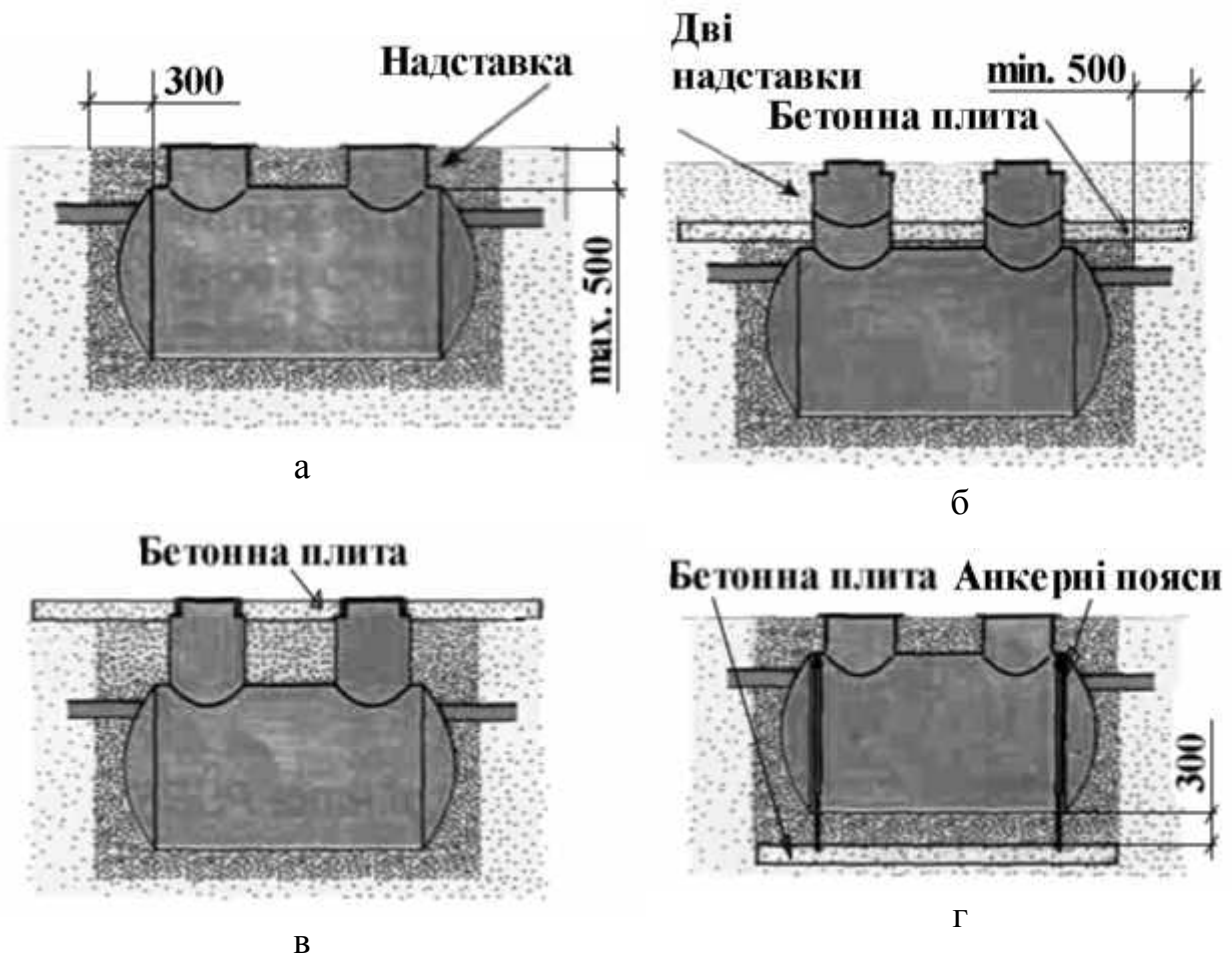 300
Надставка
max. 500
а
Дві
надставки
min. 500
Бетонна плита
б
Бетонна плита
в
Бетонна плита
Анкерні пояси
300
г